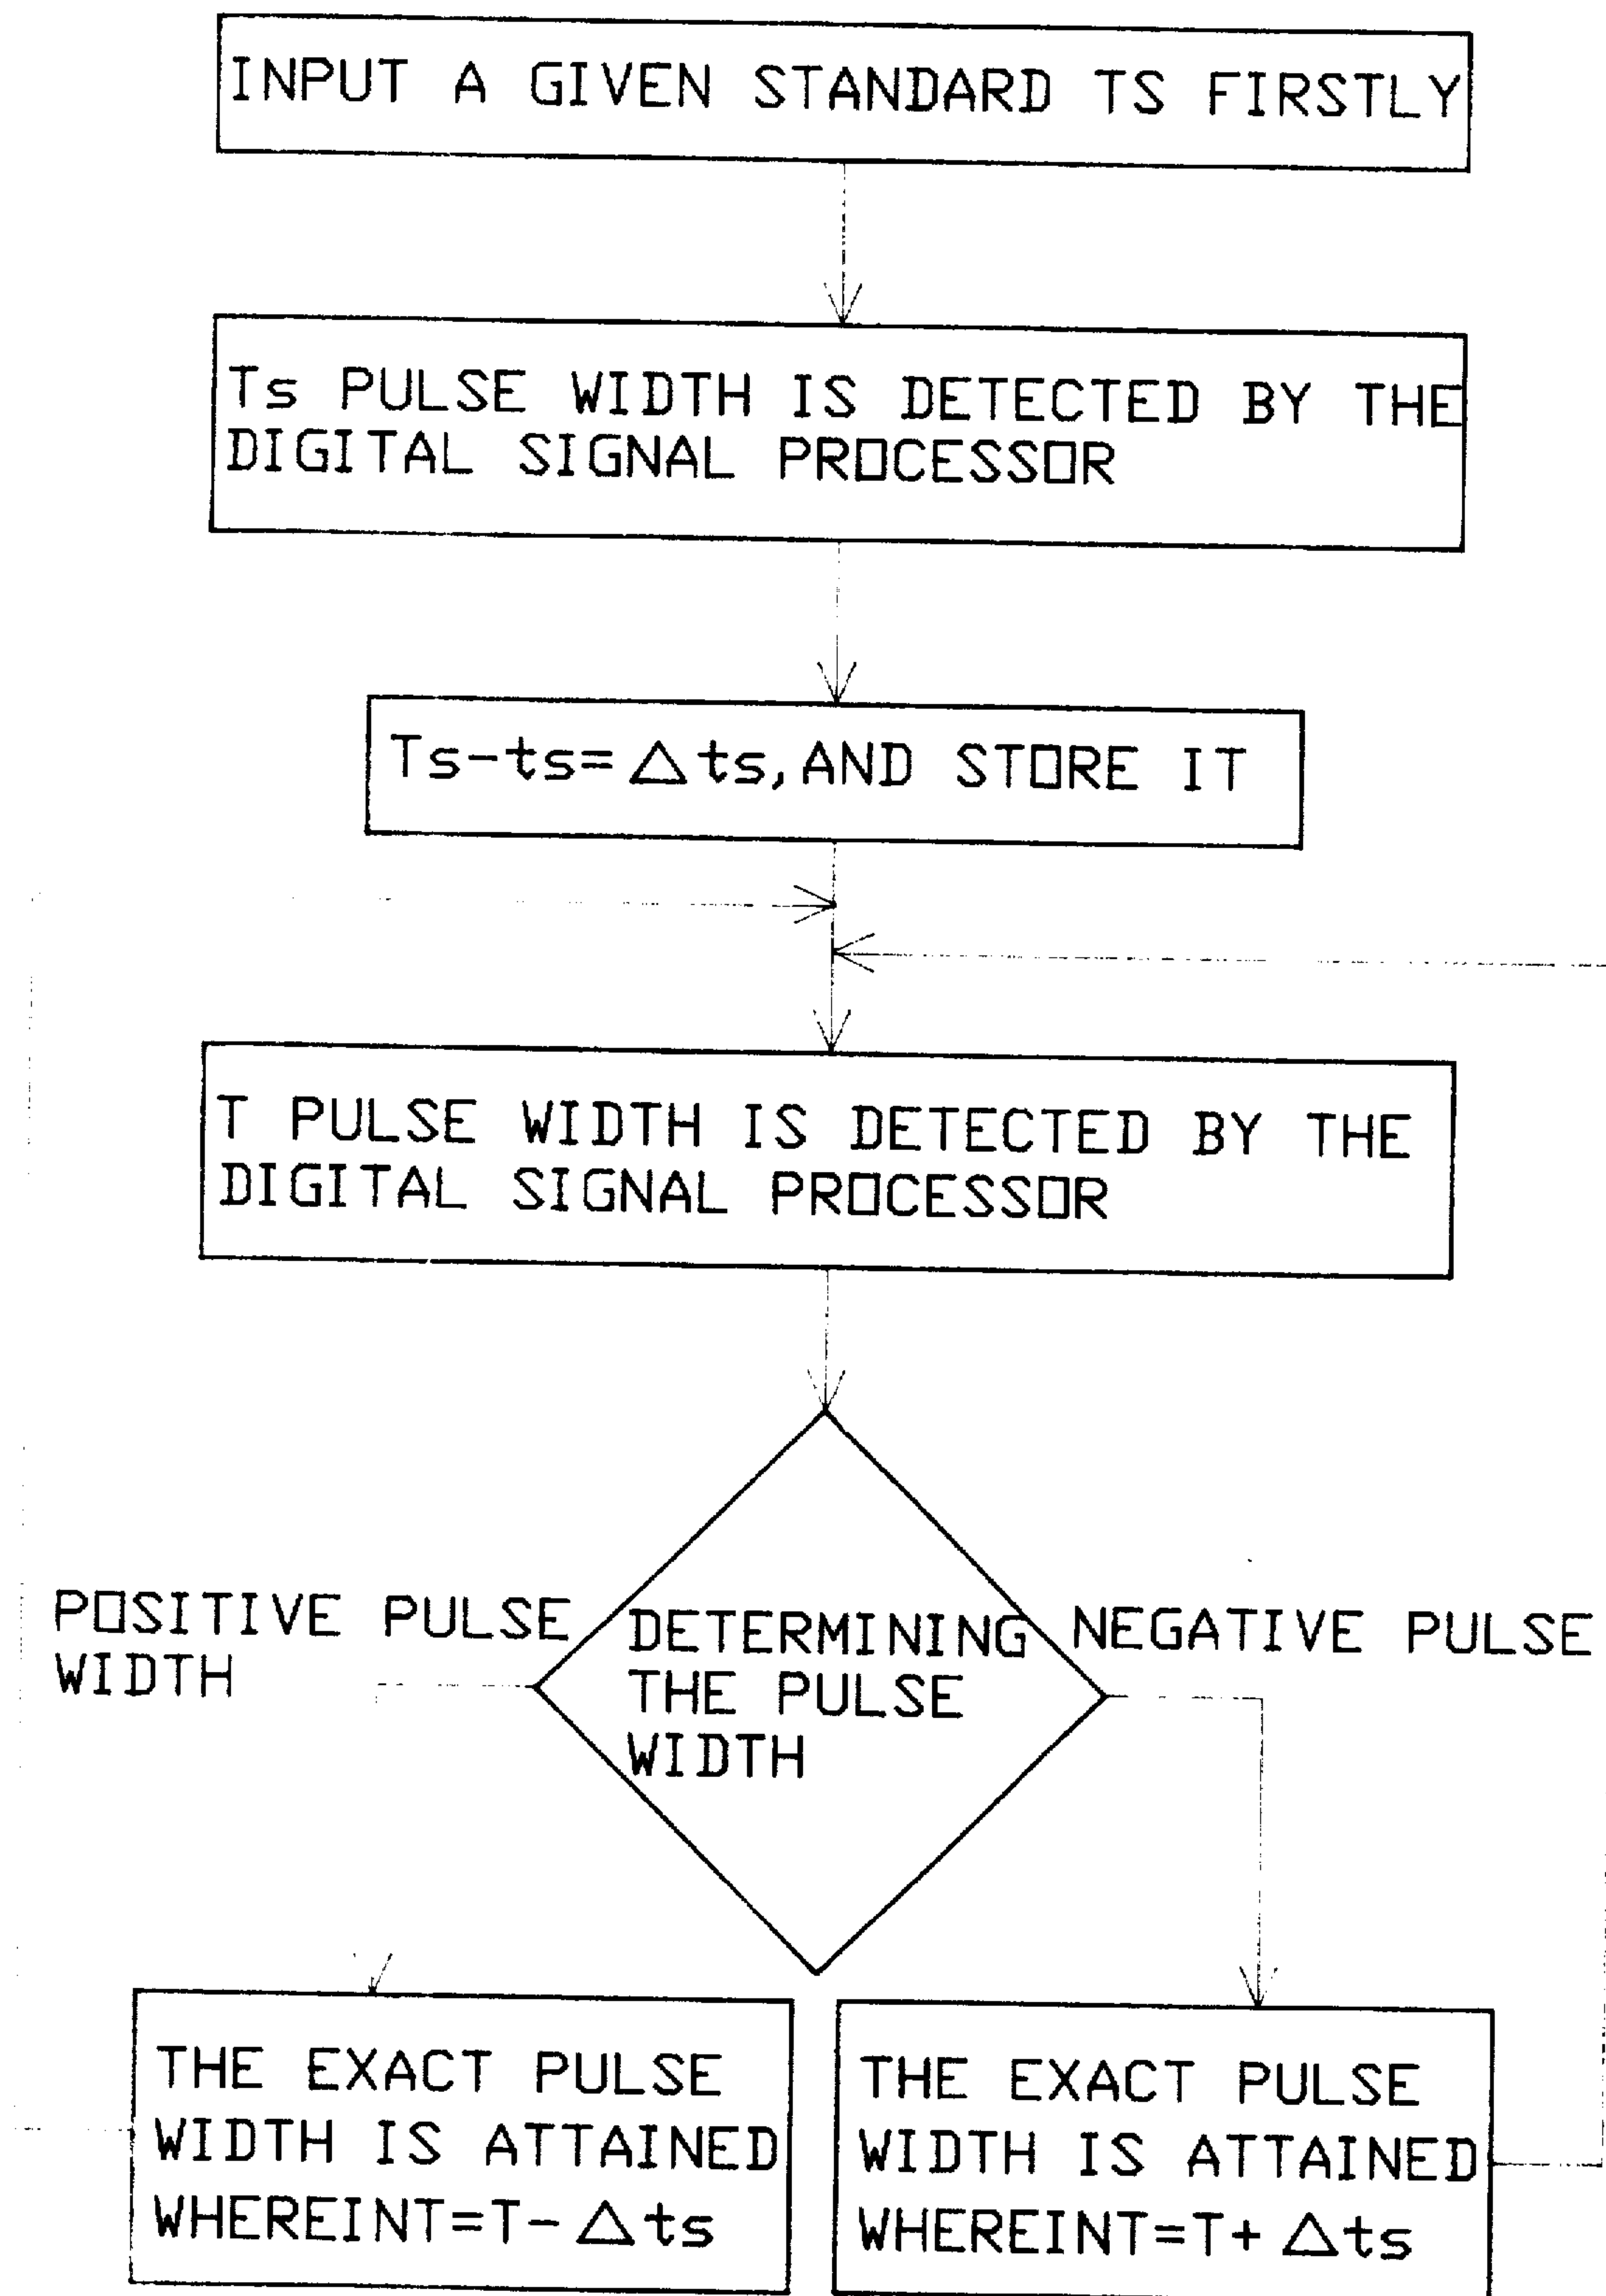 INPUT A GIVEN STANDARD TS FIRSTLY
Ts PULSE WIDTH IS DETECTED BY THE
DIGITAL SIGNAL PROCESSOR
Ts-ts=△ts,AND STORE IT
T PULSE WIDTH IS DETECTED BY THE
DIGITAL SIGNAL PROCESSOR
POSITIVE PULSE
WIDTH
DETERMINING
THE PULSE
WIDTH
NEGATIVE PULSE
THE EXACT PULSE
WIDTH IS ATTAINED
WHEREINT=T-△ts
THE EXACT PULSE
WIDTH IS ATTAINED
WHEREINT=T+△ts